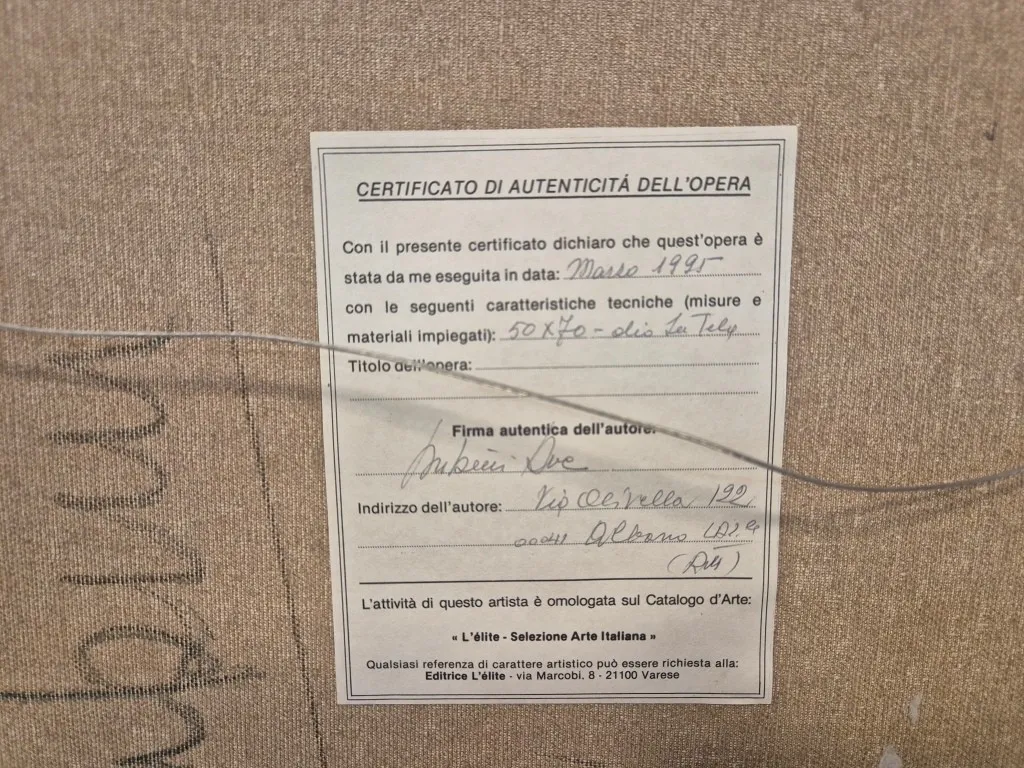 CERTIFICATO DI AUTENTICITÁ DELL'OPERA
Con il presente certificato dichiaro che quest'opera è
stata da me eseguita in data: Marzo 1995
con le seguenti caratteristiche tecniche (misure e
materiali impiegati): 50x70 - olio su Tela
Titolo dell'opera:
Firma autentica dell'autore:
Indirizzo dell'autore: Via Olivella 122
00041 Albano
L'attività di questo artista è omologata sul Catalogo d'Arte:
« L'élite - Selezione Arte Italiana »
Qualsiasi referenza di carattere artistico può essere richiesta alla:
Editrice L'élite - via Marcobi. 8 - 21100 Varese